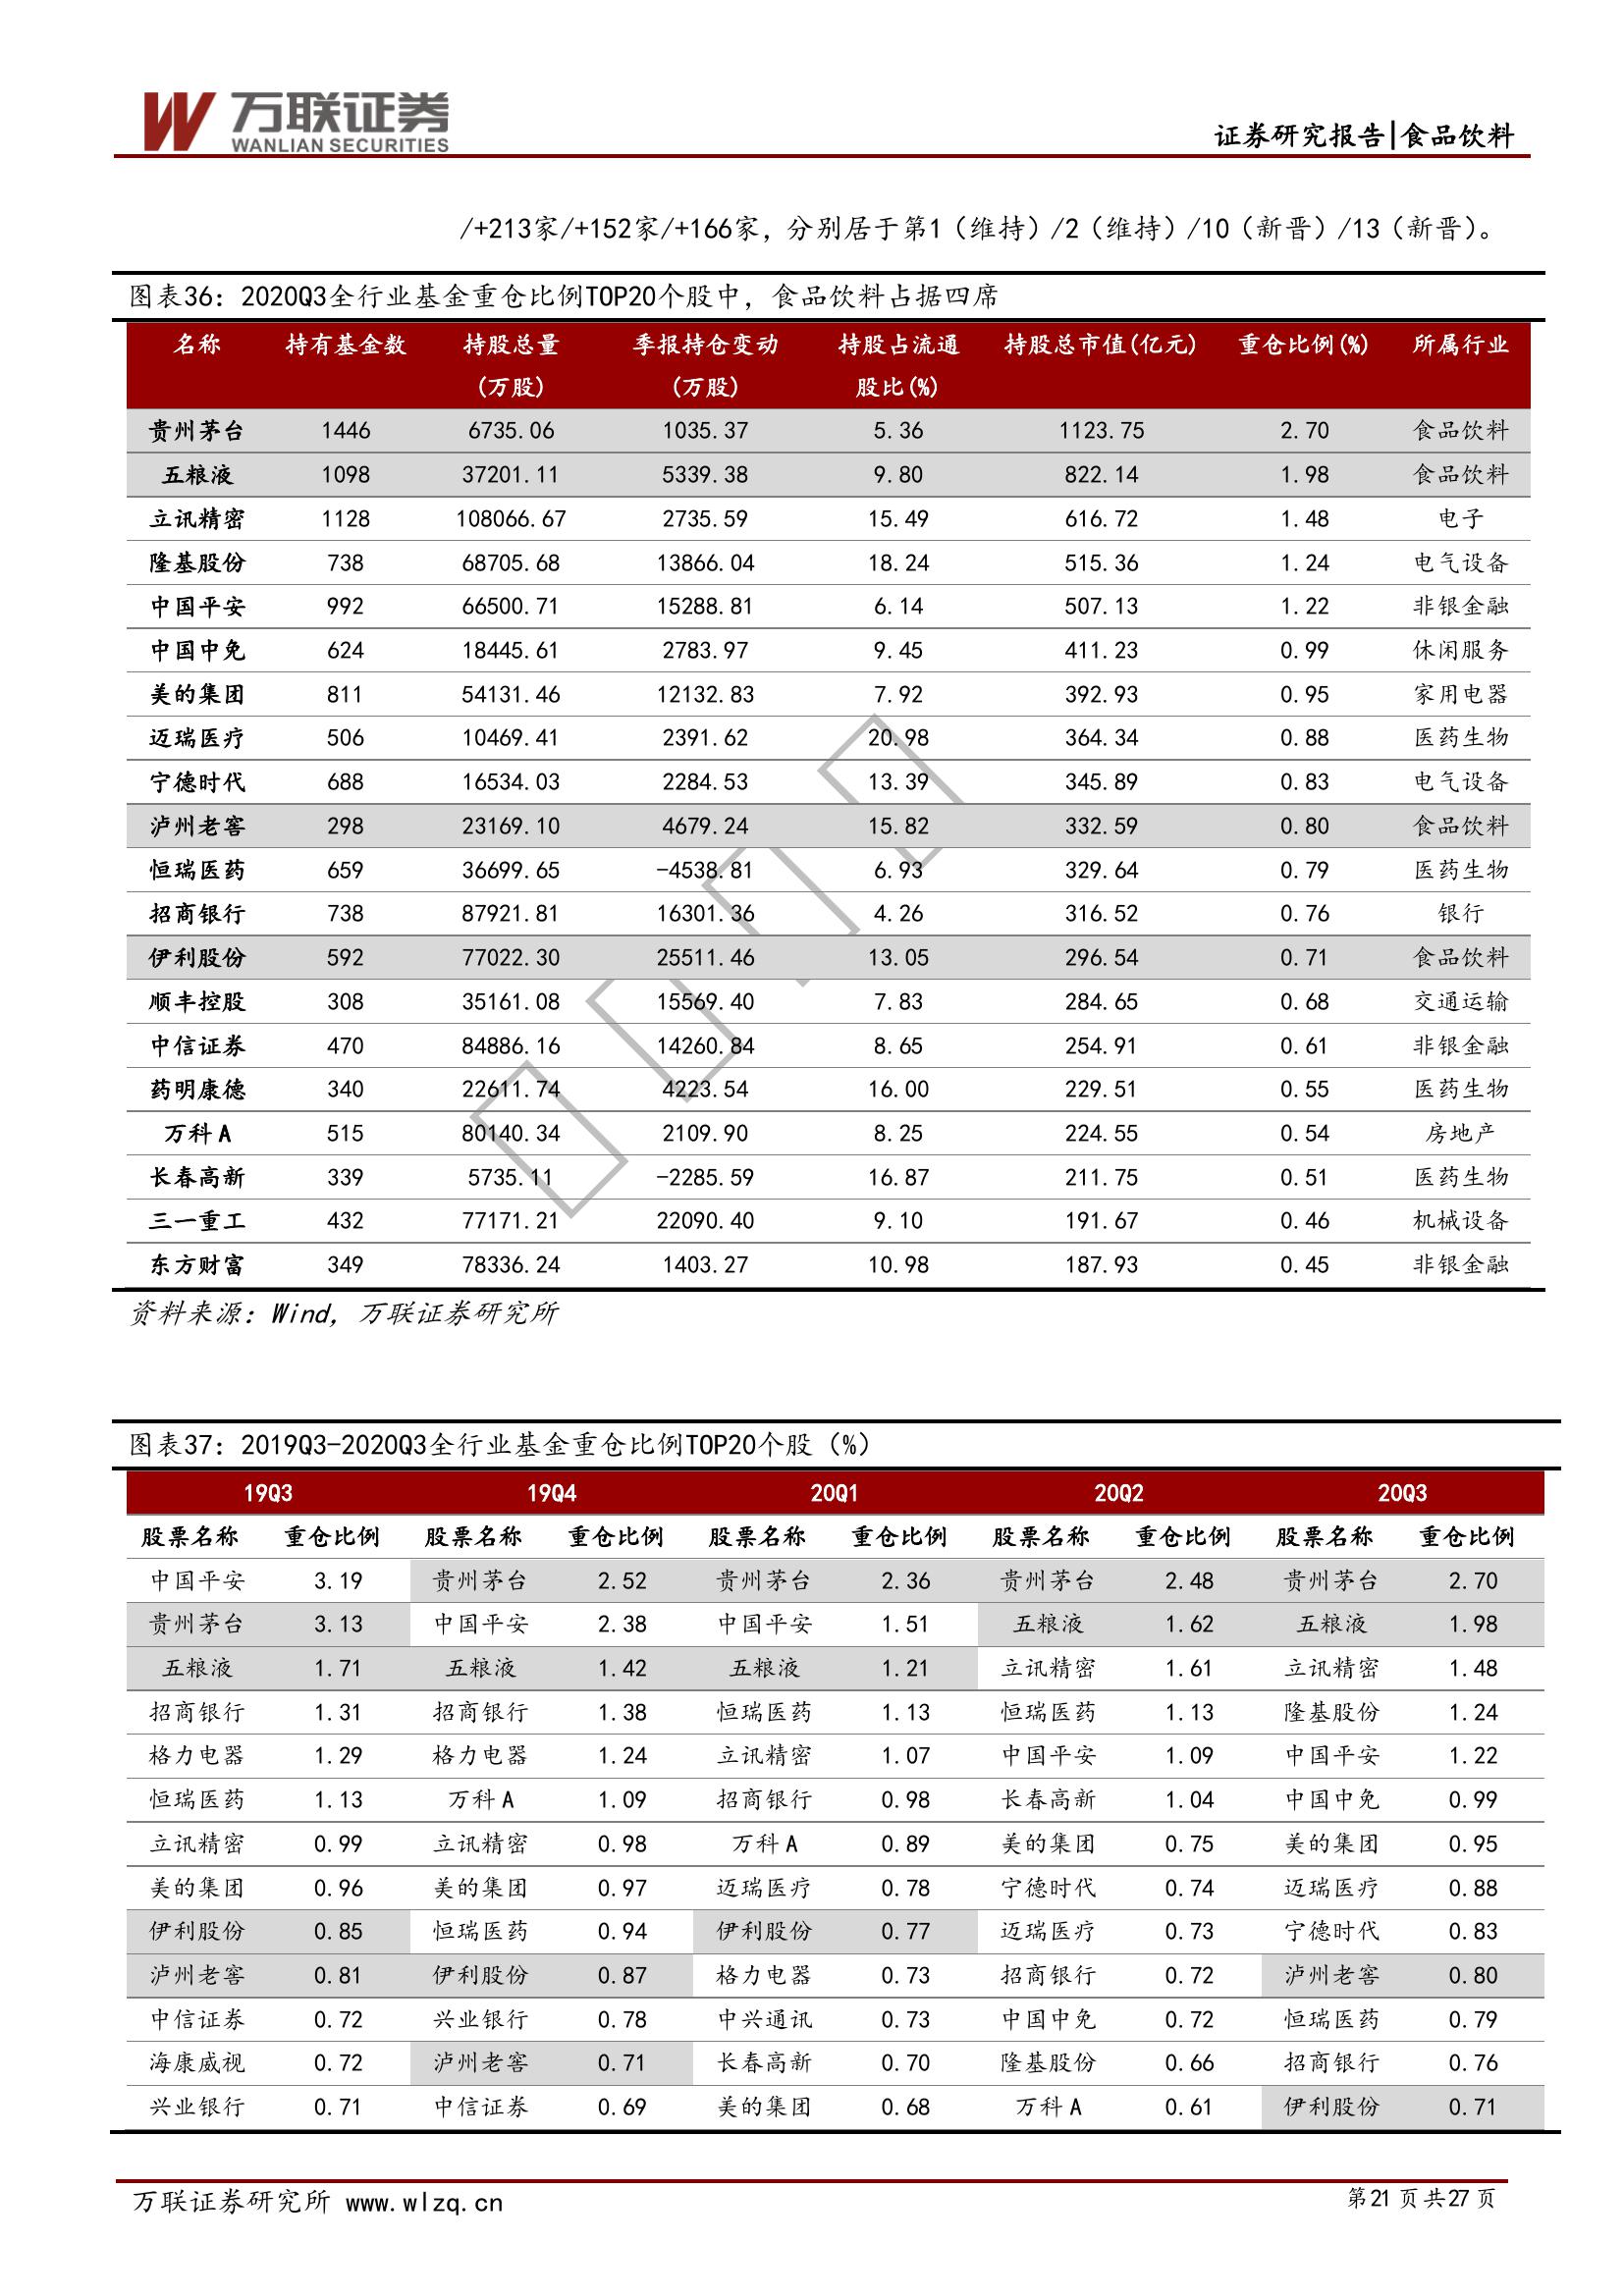 万联证券
WANLIAN SECURITIES
证券研究报告|食品饮料
/+213家/+152家/+166家，分别居于第1（维持）/2（维持）/10（新晋）/13（新晋）。
图表36：2020Q3全行业基金重仓比例TOP20个股中，食品饮料占据四席
名称 持有基金数 持股总量 季报持仓变动 持股占流通 持股总市值(亿元) 重仓比例(%) 所属行业
(万股) (万股) 股比(%)
贵州茅台 1446 6735.06 1035.37 5.36 1123.75 2.70 食品饮料
五粮液 1098 37201.11 5339.38 9.80 822.14 1.98 食品饮料
立讯精密 1128 108066.67 2735.59 15.49 616.72 1.48 电子
隆基股份 738 68705.68 13866.04 18.24 515.36 1.24 电气设备
中国平安 992 66500.71 15288.81 6.14 507.13 1.22 非银金融
中国中免 624 18445.61 2783.97 9.45 411.23 0.99 休闲服务
美的集团 811 54131.46 12132.83 7.92 392.93 0.95 家用电器
迈瑞医疗 506 10469.41 2391.62 20.98 364.34 0.88 医药生物
宁德时代 688 16534.03 2284.53 13.39 345.89 0.83 电气设备
泸州老窖 298 23169.10 4679.24 15.82 332.59 0.80 食品饮料
恒瑞医药 659 36699.65 -4538.81 6.93 329.64 0.79 医药生物
招商银行 738 87921.81 16301.36 4.26 316.52 0.76 银行
伊利股份 592 77022.30 25511.46 13.05 296.54 0.71 食品饮料
顺丰控股 308 35161.08 15569.40 7.83 284.65 0.68 交通运输
中信证券 470 84886.16 14260.84 8.65 254.91 0.61 非银金融
药明康德 340 22611.74 4223.54 16.00 229.51 0.55 医药生物
万科A 515 80140.34 2109.90 8.25 224.55 0.54 房地产
长春高新 339 5735.11 -2285.59 16.87 211.75 0.51 医药生物
三一重工 432 77171.21 22090.40 9.10 191.67 0.46 机械设备
东方财富 349 78336.24 1403.27 10.98 187.93 0.45 非银金融
资料来源：Wind，万联证券研究所
图表37：2019Q3-2020Q3全行业基金重仓比例TOP20个股（%）
19Q3 19Q4 20Q1 20Q2 20Q3
股票名称 重仓比例 股票名称 重仓比例 股票名称 重仓比例 股票名称 重仓比例 股票名称 重仓比例
中国平安 3.19 贵州茅台 2.52 贵州茅台 2.36 贵州茅台 2.48 贵州茅台 2.70
贵州茅台 3.13 中国平安 2.38 中国平安 1.51 五粮液 1.62 五粮液 1.98
五粮液 1.71 五粮液 1.42 五粮液 1.21 立讯精密 1.61 立讯精密 1.48
招商银行 1.31 招商银行 1.38 恒瑞医药 1.13 恒瑞医药 1.13 隆基股份 1.24
格力电器 1.29 格力电器 1.24 立讯精密 1.07 中国平安 1.09 中国平安 1.22
恒瑞医药 1.13 万科A 1.09 招商银行 0.98 长春高新 1.04 中国中免 0.99
立讯精密 0.99 立讯精密 0.98 万科A 0.89 美的集团 0.75 美的集团 0.95
美的集团 0.96 美的集团 0.97 迈瑞医疗 0.78 宁德时代 0.74 迈瑞医疗 0.88
伊利股份 0.85 恒瑞医药 0.94 伊利股份 0.77 迈瑞医疗 0.73 宁德时代 0.83
泸州老窖 0.81 伊利股份 0.87 格力电器 0.73 招商银行 0.72 泸州老窖 0.80
中信证券 0.72 兴业银行 0.78 中兴通讯 0.73 中国中免 0.72 恒瑞医药 0.79
海康威视 0.72 泸州老窖 0.71 长春高新 0.70 隆基股份 0.66 招商银行 0.76
兴业银行 0.71 中信证券 0.69 美的集团 0.68 万科A 0.61 伊利股份 0.71
万联证券研究所 www.wlzq.cn 第21页共27页